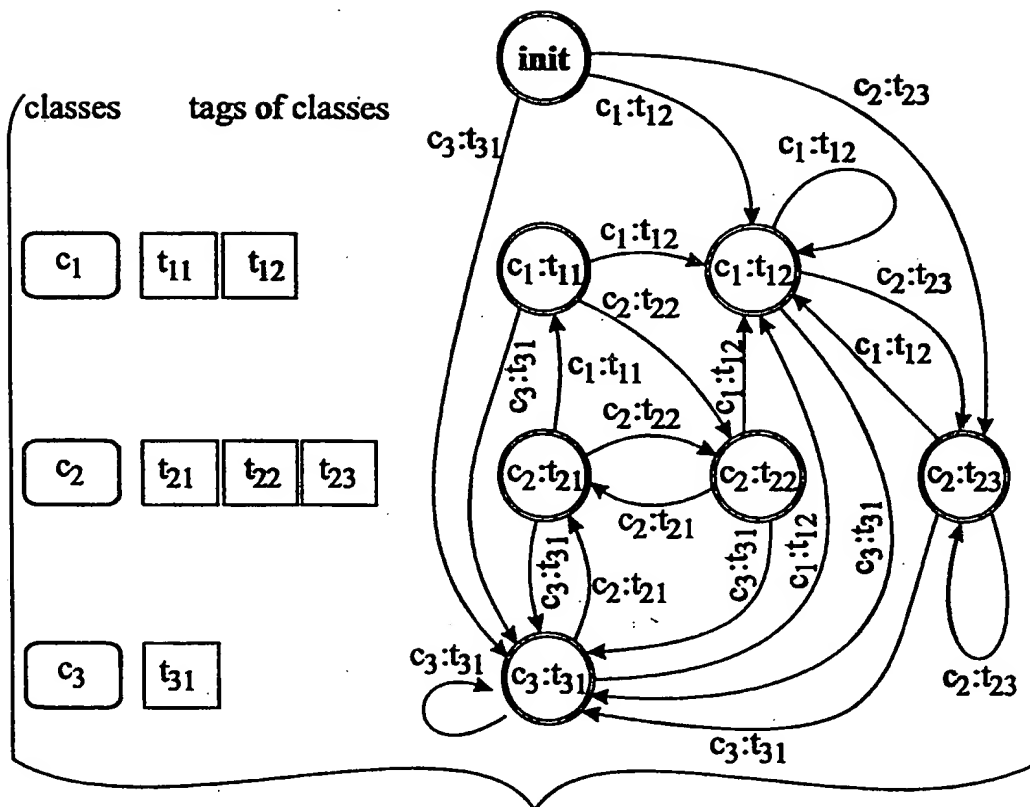 init
classes tags of classes
c₂:t₂₃
c₁:t₁₂
c₃:t₃₁
c₁:t₁₂
c₁ t₁₁ t₁₂
c₁:t₁₁
c₁:t₁₂
c₁:t₁₂
c₂:t₂₃
c₂:t₂₂
c₁:t₁₂
c₃:t₃₁
c₁:t₁₁
c₁:t₁₂
c₂:t₂₂
c₂ t₂₁ t₂₂ t₂₃
c₂:t₂₁
c₂:t₂₂
c₂:t₂₃
c₂:t₂₁
c₃:t₃₁
c₂:t₂₁
c₃:t₃₁
c₁:t₁₂
c₃:t₃₁
c₃ t₃₁
c₃:t₃₁
c₃:t₃₁
c₂:t₂₃
c₃:t₃₁